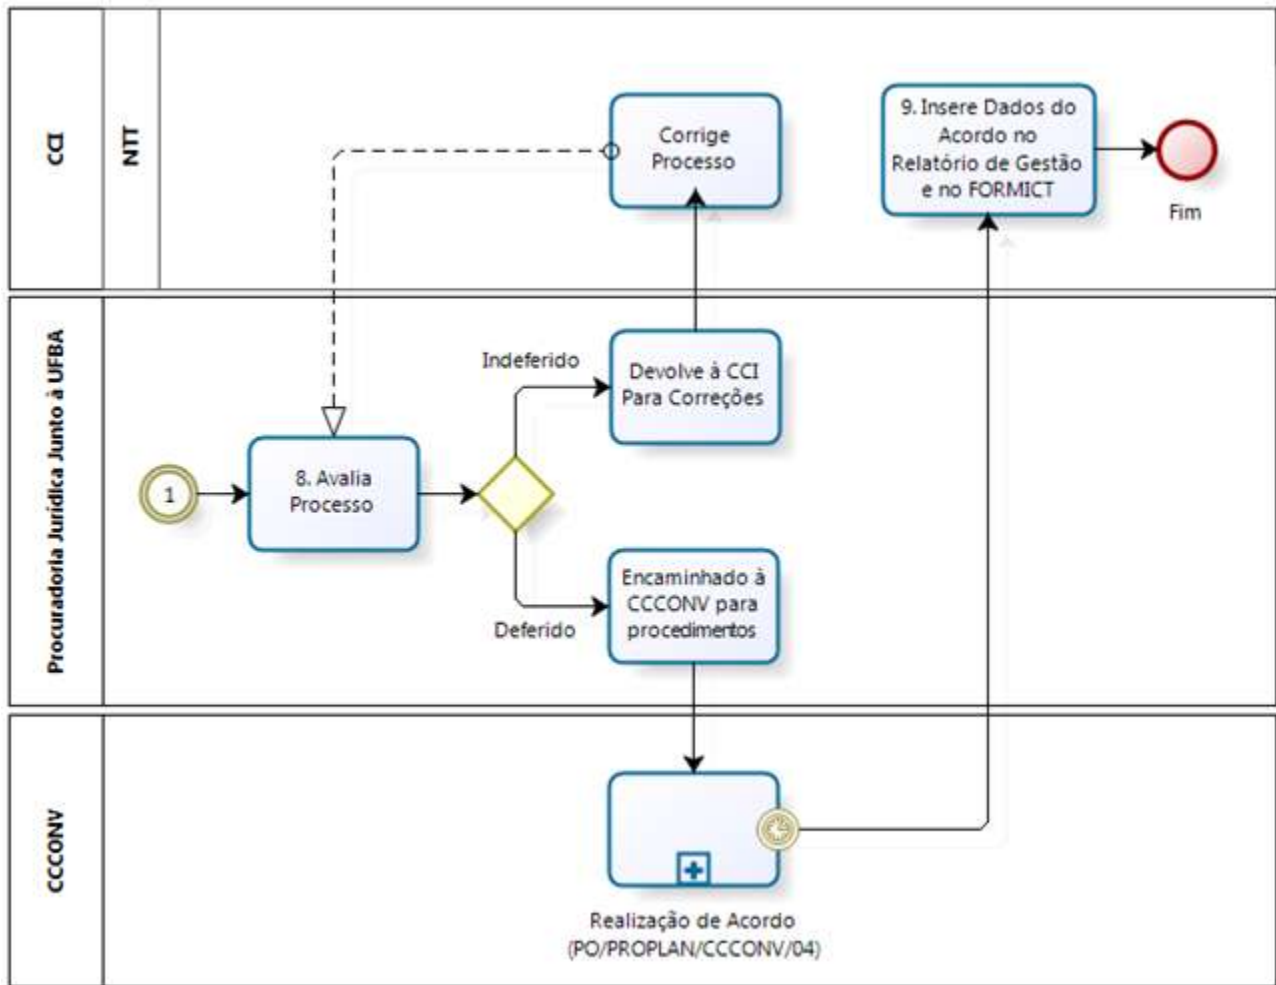 CCI
NTT
Corrige
Processo
9. Insere Dados do
Acordo no
Relatório de Gestão
e no FORMICT
Fim
Procuradoria Jurídica Junto à UFBA
Indeferido
Devolve à CCI
Para Correções
1
8. Avalia
Processo
Encaminhado à
CCCONV para
procedimentos
Deferido
CCCONV
Realização de Acordo
(PO/PROPLAN/CCCONV/04)